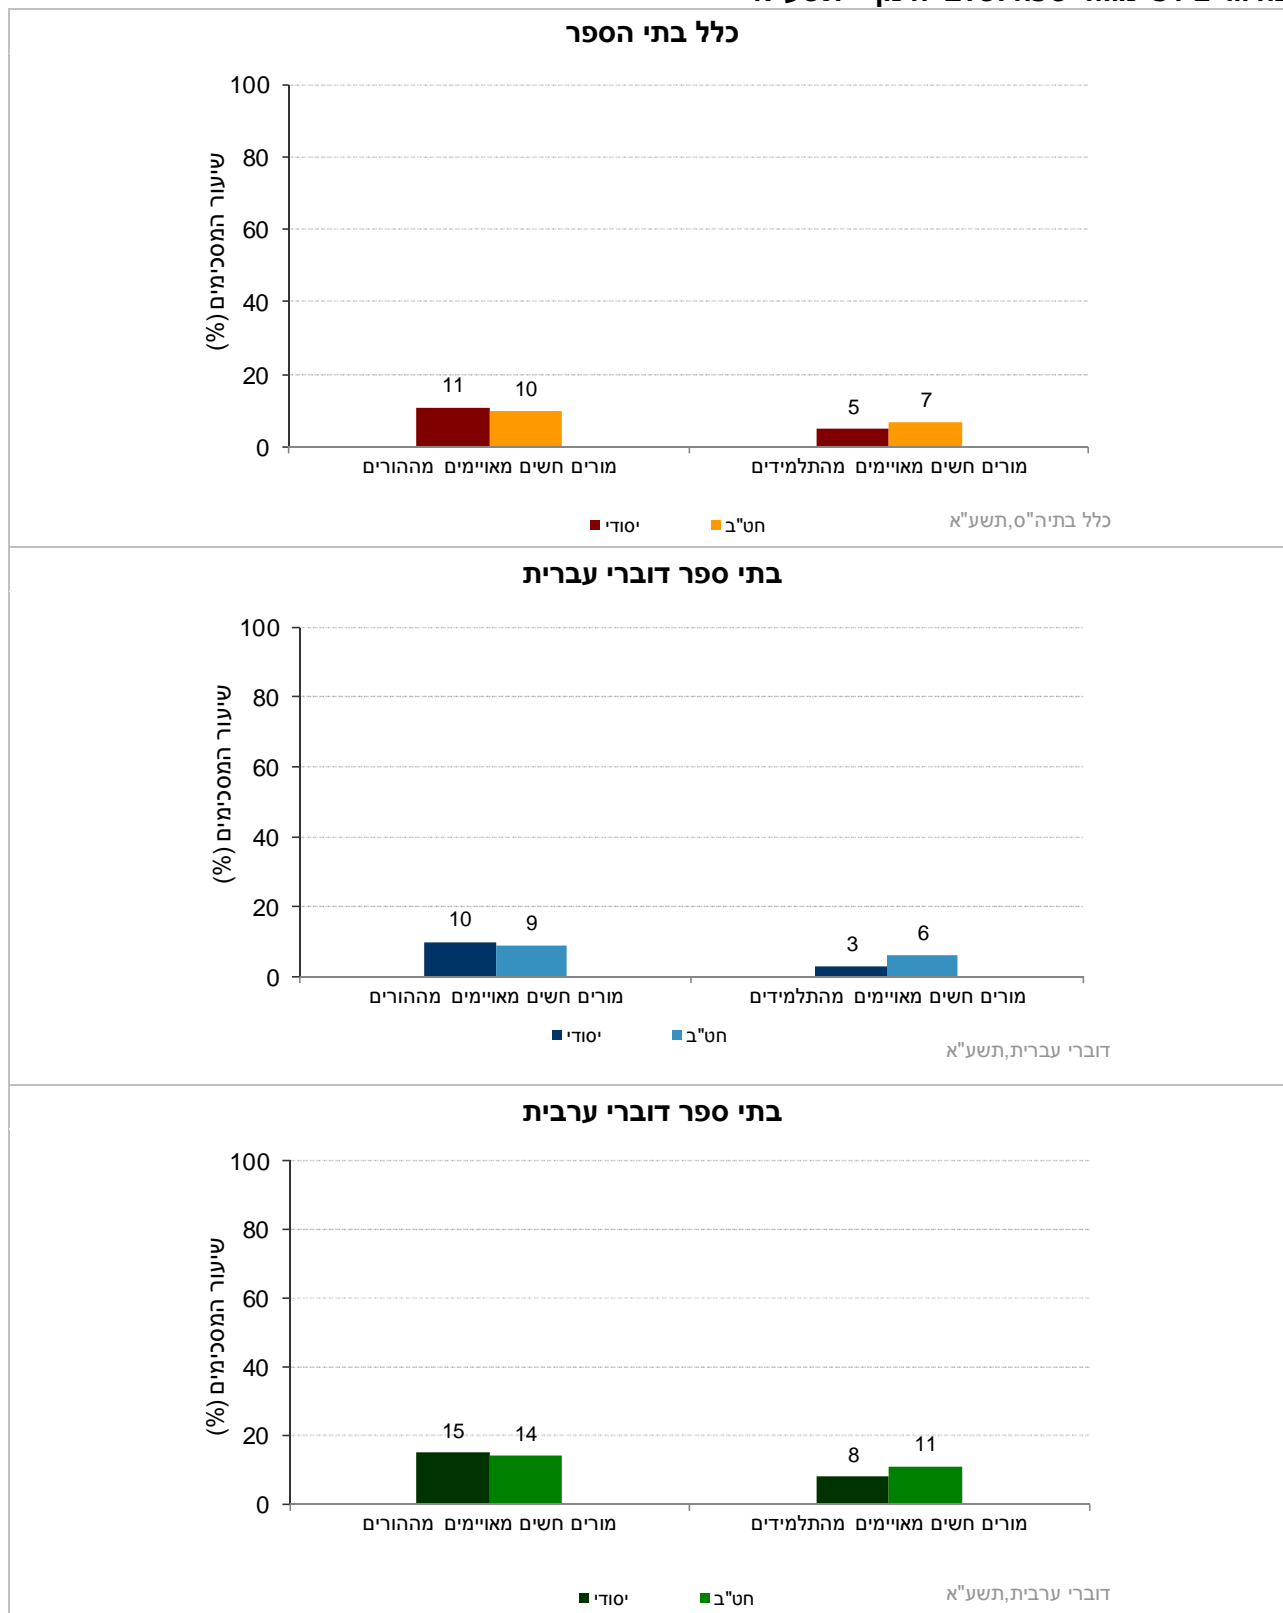 כלל בתי הספר
100
80
60
40
20
0
שיעור המסכימים (%)
11
10
5
7
מורים חשים מאויימים מההורים
מורים חשים מאויימים מהתלמידים
יסודי
חט"ב
כלל בתיה"ס,תשע"א
בתי ספר דוברי עברית
100
80
60
40
20
0
שיעור המסכימים (%)
10
9
3
6
מורים חשים מאויימים מההורים
מורים חשים מאויימים מהתלמידים
יסודי
חט"ב
דוברי עברית,תשע"א
בתי ספר דוברי ערבית
100
80
60
40
20
0
שיעור המסכימים (%)
15
14
8
11
מורים חשים מאויימים מההורים
מורים חשים מאויימים מהתלמידים
יסודי
חט"ב
דוברי ערבית,תשע"א